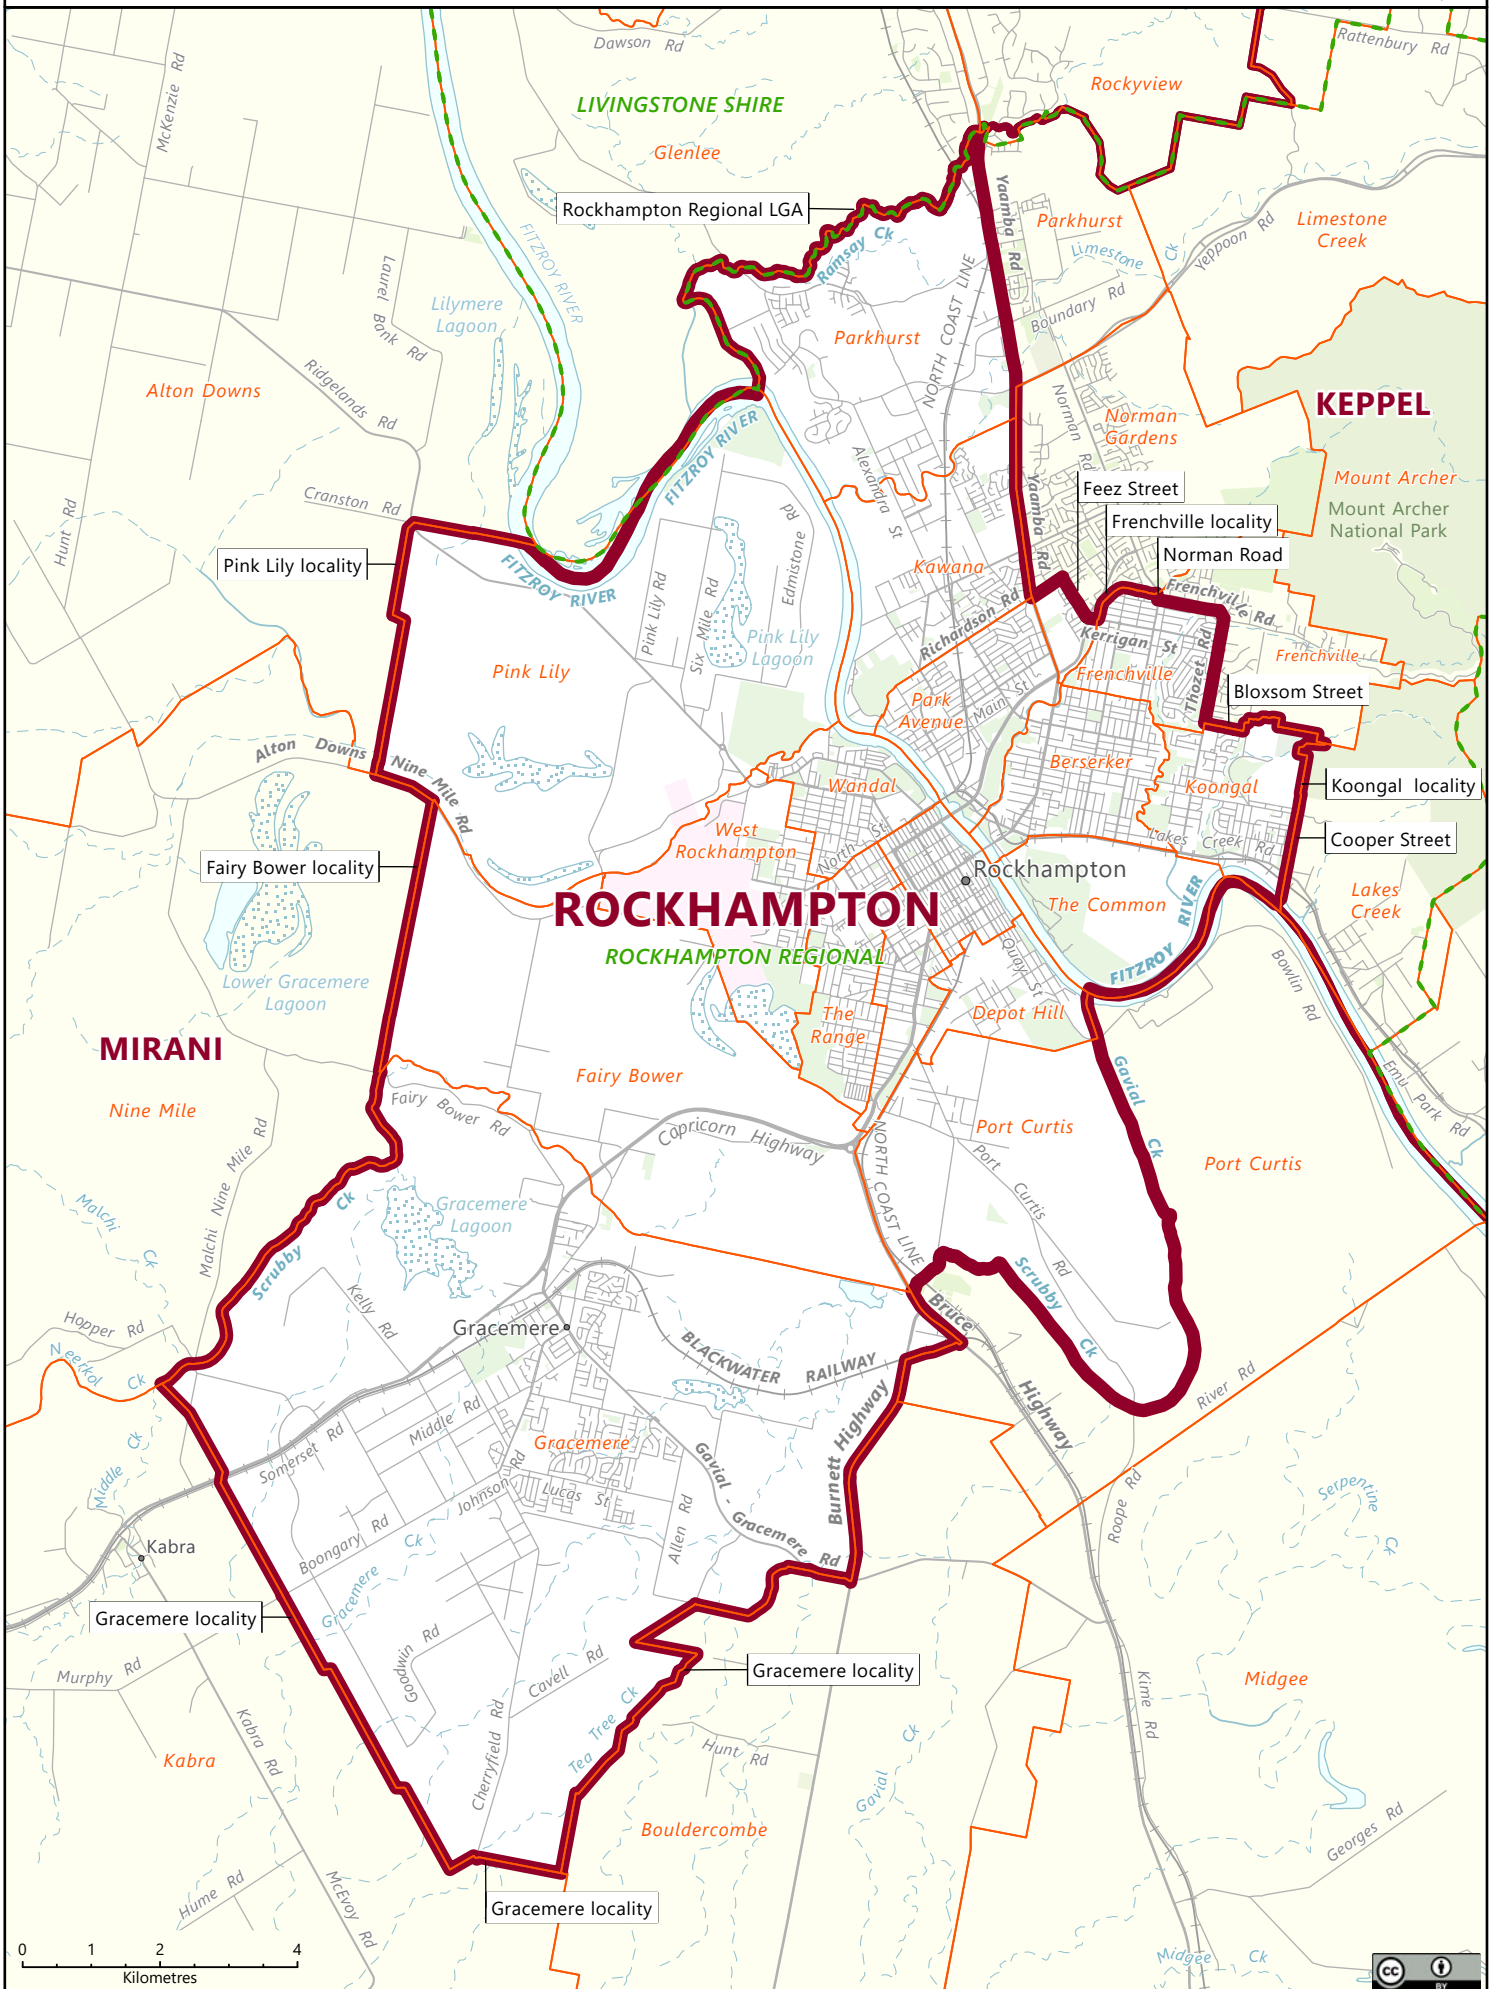 Dawson Rd
Rattenbury Rd
McKenzie Rd
Rockyview
LIVINGSTONE SHIRE
Glenlee
Rockhampton Regional LGA
Yaamba Rd
Parkhurst
Limestone
Creek
Limestone Ck
Yeppoon Rd
Ramsay Ck
FITZROY RIVER
Laurel Bank Rd
Lilymere
Lagoon
NORTH COAST LINE
Boundary Rd
Parkhurst
Ridgelands Rd
Alton Downs
KEPPEL
Norman Rd
Norman
Gardens
FITZROY RIVER
Alexandra St
Mount Archer
Mount Archer
National Park
Cranston Rd
Hunt Rd
Edmistone Rd
Yaamba Rd
Feez Street
Frenchville locality
Norman Road
Pink Lily locality
FITZROY RIVER
Kawana
Pink Lily Rd
Six Mile Rd
Richardson Rd
Frenchville Rd
Kerrigan St
Pink Lily
Lagoon
Pink Lily
Frenchville
Frenchville
Thozet Rd
Bloxsom Street
Park
Avenue
Main St
Alton Downs Nine Mile Rd
Berserker
Wandal
Koongal
Koongal locality
West
Rockhampton
North St
Lakes Creek Rd
Cooper Street
Fairy Bower locality
Rockhampton
ROCKHAMPTON
The Common
Lakes
Creek
ROCKHAMPTON REGIONAL
Quay St
FITZROY RIVER
Bowlin Rd
Lower Gracemere
Lagoon
The
Range
Depot Hill
MIRANI
Gavial Ck
Emu Park Rd
Fairy Bower
Nine Mile
Fairy Bower Rd
Capricorn Highway
NORTH COAST LINE
Port Curtis
Port Curtis
Port Curtis Rd
Malchi Nine Mile Rd
Malchi Ck
Scrubby Ck
Gracemere
Lagoon
Scrubby Ck
Kelly Rd
Hopper Rd
Neerkol Ck
Gracemere
Bruce Highway
BLACKWATER RAILWAY
Burnett Highway
River Rd
Middle Rd
Somerset Rd
Gracemere
Gavial - Gracemere Rd
Middle Ck
Johnson Rd
Lucas St
Allen Rd
Roope Rd
Serpentine Ck
Boongary Rd
Kabra
Gracemere Ck
Gracemere locality
Goodwin Rd
Cavell Rd
Gracemere locality
Murphy Rd
Kabra Rd
Cherryfield Rd
Tea Tree Ck
Hunt Rd
Gavial Ck
Kime Rd
Midgee
Kabra
Bouldercombe
Georges Rd
Hume Rd
McEvoy Rd
Gracemere locality
0 1 2 4
Kilometres
Midgee Ck
cc
BY